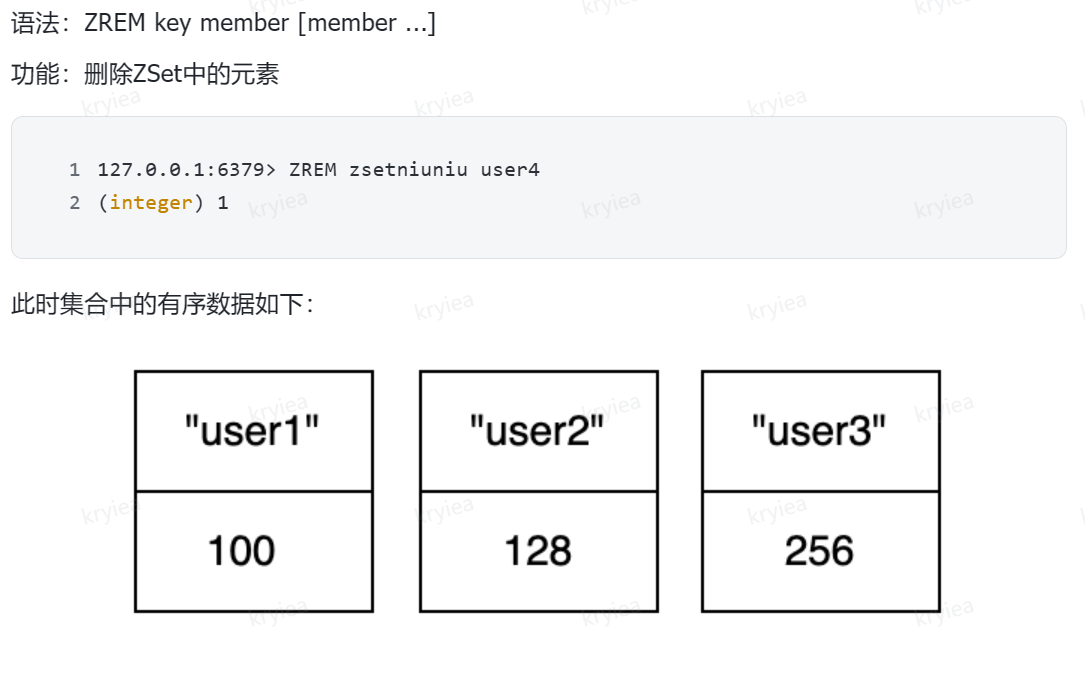 语法：ZREM key member [member ...]
功能：删除ZSet中的元素
1 127.0.0.1:6379> ZREM zsetniuniu user4
2 (integer) 1
此时集合中的有序数据如下：
"user1" "user2" "user3"
100 128 256
kryiea